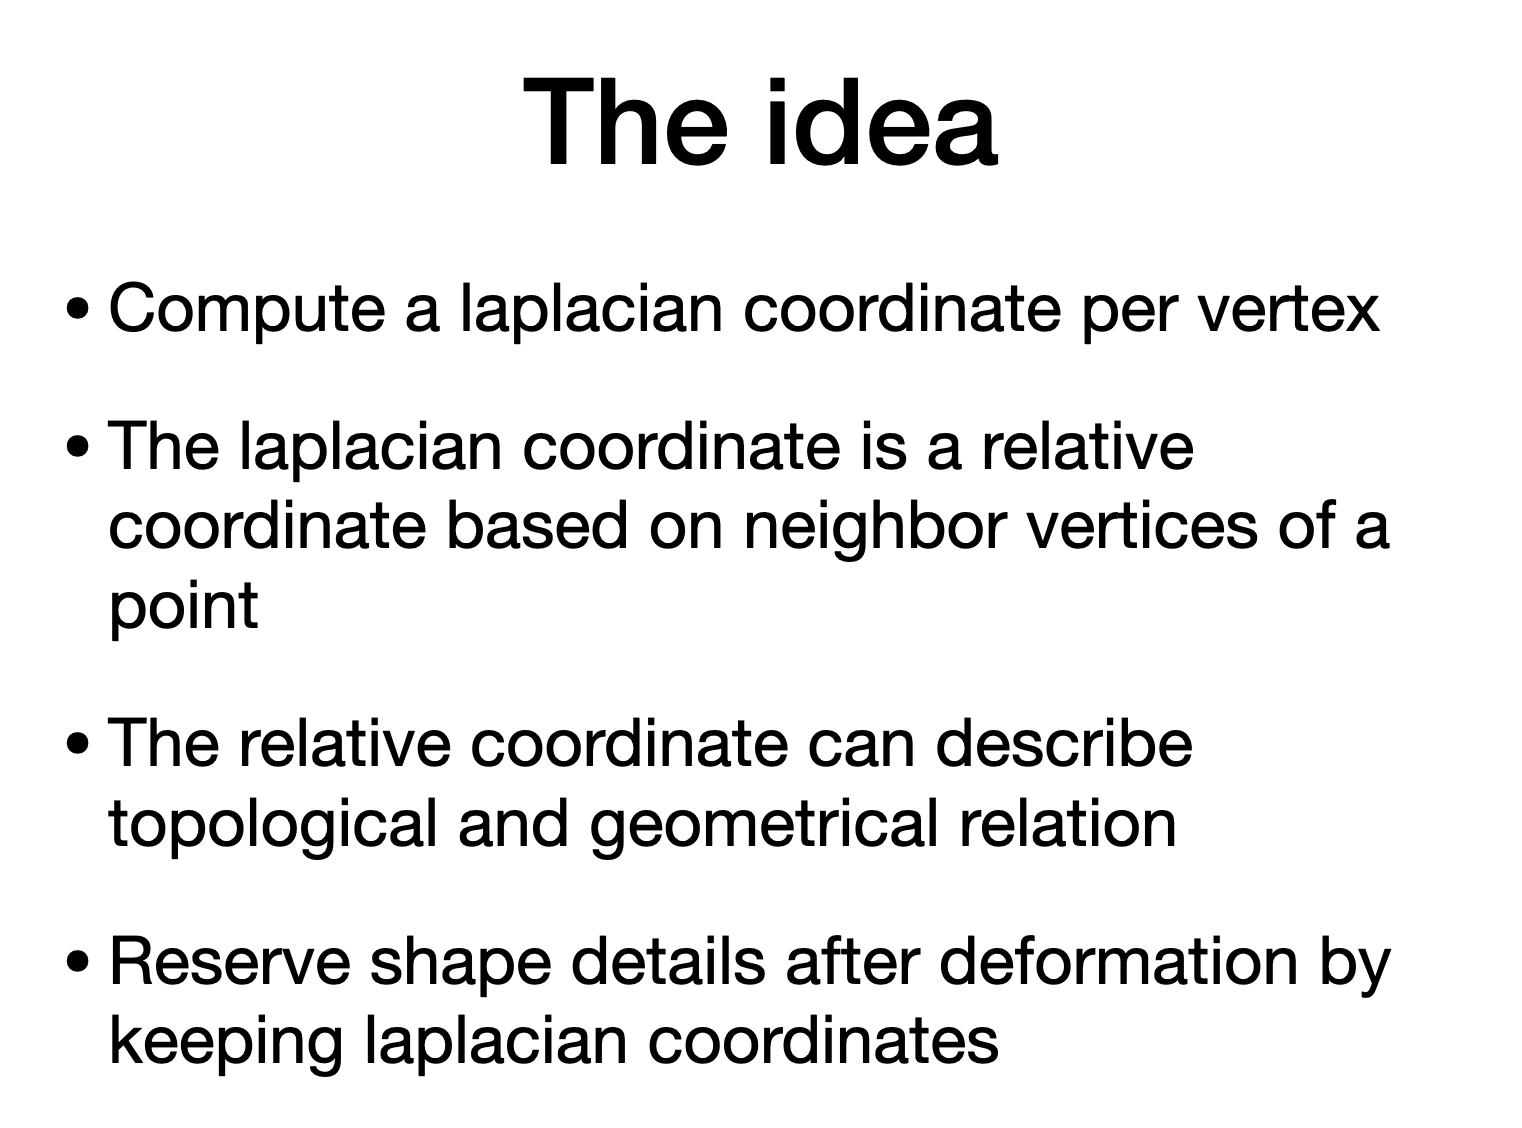 The idea
• Compute a laplacian coordinate per vertex
• The laplacian coordinate is a relative
coordinate based on neighbor vertices of a
point
• The relative coordinate can describe
topological and geometrical relation
• Reserve shape details after deformation by
keeping laplacian coordinates